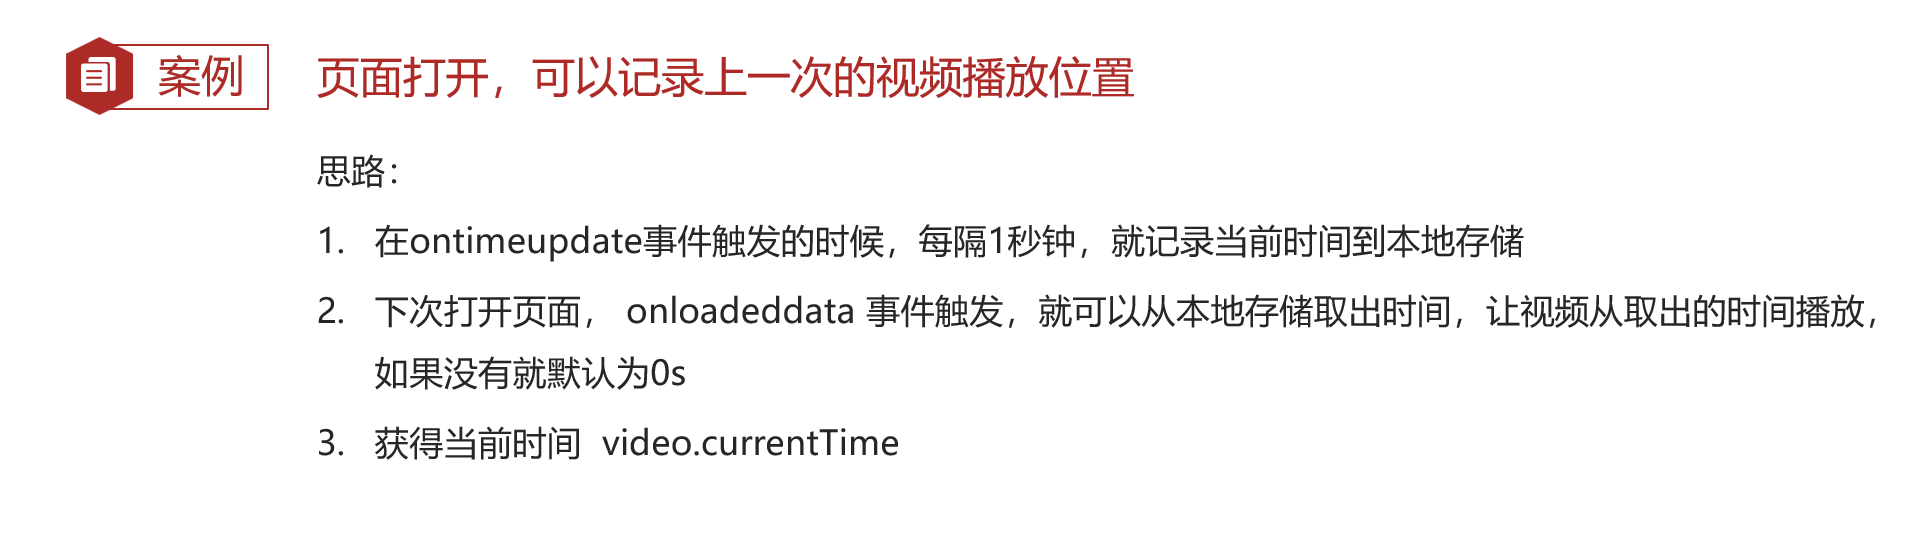 案例
页面打开，可以记录上一次的视频播放位置
思路：
1. 在ontimeupdate事件触发的时候，每隔1秒钟，就记录当前时间到本地存储
2. 下次打开页面， onloadeddata 事件触发，就可以从本地存储取出时间，让视频从取出的时间播放，
如果没有就默认为0s
3. 获得当前时间 video.currentTime